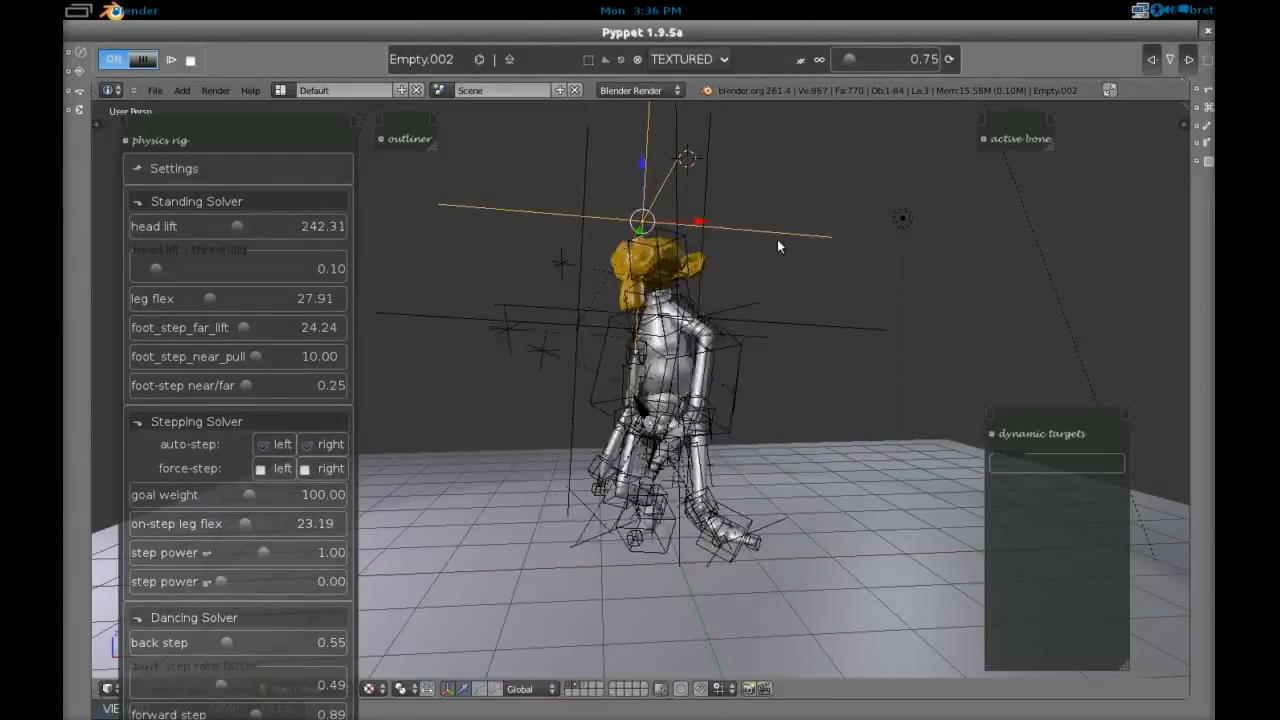 ender
Mon 3:36 PM
bret
Pyppet 1.9.5a
ON
Empty.002
TEXTURED
0.75
File Add Render Help
Default
Scene
Blender Render
blender.org 261.4 | Ve:867 | Fa:770 | Ob:1-84 | La:3 | Mem:15.58M (0.10M) | Empty.002
User Persp
physics rig
outliner
active bone
Settings
Standing Solver
head lift 242.31
head lift - threshold
0.10
leg flex 27.91
foot_step_far_lift 24.24
foot_step_near_pull 10.00
foot-step near/far 0.25
dynamic targets
Stepping Solver
auto-step: left right
force-step: left right
goal weight 100.00
on-step leg flex 23.19
step power 1.00
step power 0.00
Dancing Solver
back step 0.55
back step rate factor
0.49
Global
forward step 0.89